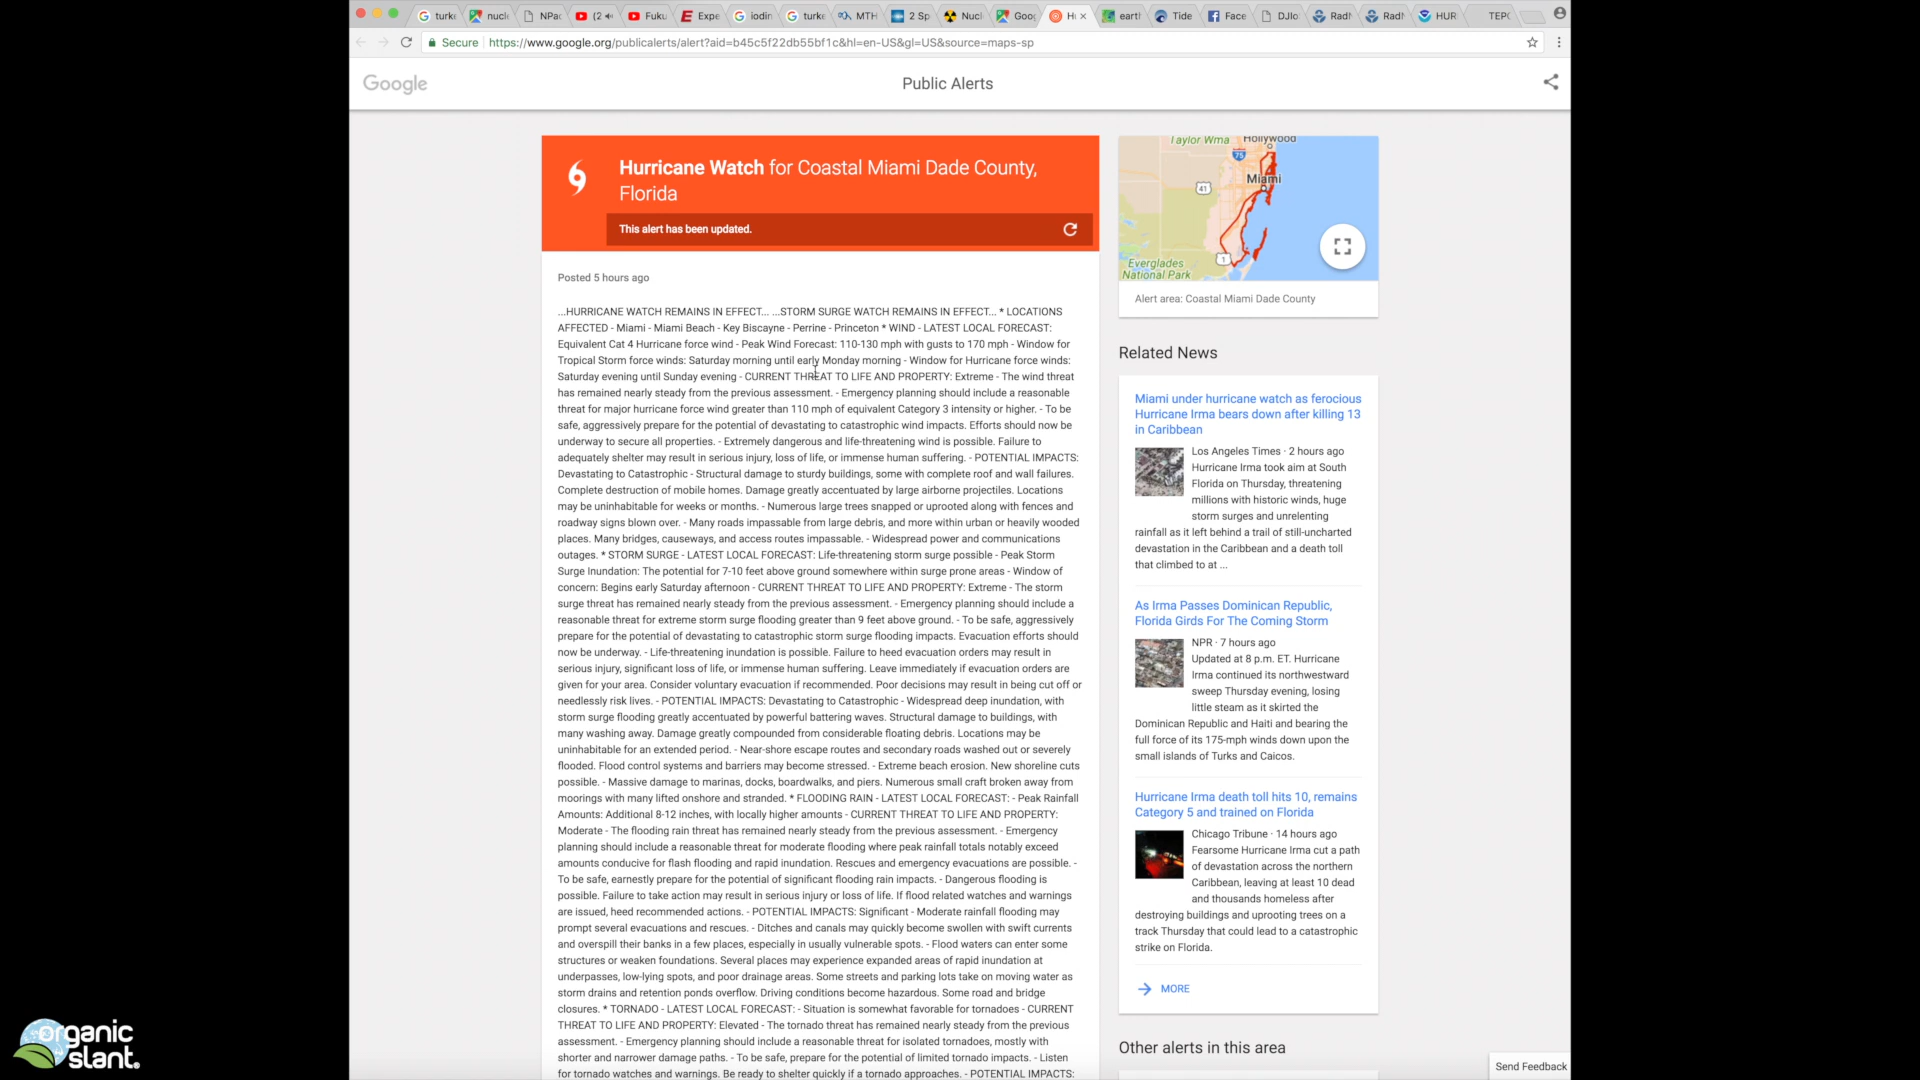 turke
nucle
NPa
(2
Fuku
Expe
iodin
turke
MTH
2 Sp
Nucl
Goog
H
earth
Tide
Face
DJIo
RadN
RadN
HUR
TEPC
Secure
https://www.google.org/publicalerts/alert?aid=b45c5f22db55bf1c&hl=en-US&gl=US&source=maps-sp
Google
Public Alerts
Hurricane Watch for Coastal Miami Dade County,
Florida
This alert has been updated.
Posted 5 hours ago
...HURRICANE WATCH REMAINS IN EFFECT... ...STORM SURGE WATCH REMAINS IN EFFECT... * LOCATIONS
AFFECTED - Miami - Miami Beach - Key Biscayne - Perrine - Princeton * WIND - LATEST LOCAL FORECAST:
Equivalent Cat 4 Hurricane force wind - Peak Wind Forecast: 110-130 mph with gusts to 170 mph - Window for
Tropical Storm force winds: Saturday morning until early Monday morning - Window for Hurricane force winds:
Saturday evening until Sunday evening - CURRENT THREAT TO LIFE AND PROPERTY: Extreme - The wind threat
has remained nearly steady from the previous assessment. - Emergency planning should include a reasonable
threat for major hurricane force wind greater than 110 mph of equivalent Category 3 intensity or higher. - To be
safe, aggressively prepare for the potential of devastating to catastrophic wind impacts. Efforts should now be
underway to secure all properties. - Extremely dangerous and life-threatening wind is possible. Failure to
adequately shelter may result in serious injury, loss of life, or immense human suffering. - POTENTIAL IMPACTS:
Devastating to Catastrophic - Structural damage to sturdy buildings, some with complete roof and wall failures.
Complete destruction of mobile homes. Damage greatly accentuated by large airborne projectiles. Locations
may be uninhabitable for weeks or months. - Numerous large trees snapped or uprooted along with fences and
roadway signs blown over. - Many roads impassable from large debris, and more within urban or heavily wooded
places. Many bridges, causeways, and access routes impassable. - Widespread power and communications
outages. * STORM SURGE - LATEST LOCAL FORECAST: Life-threatening storm surge possible - Peak Storm
Surge Inundation: The potential for 7-10 feet above ground somewhere within surge prone areas - Window of
concern: Begins early Saturday afternoon - CURRENT THREAT TO LIFE AND PROPERTY: Extreme - The storm
surge threat has remained nearly steady from the previous assessment. - Emergency planning should include a
reasonable threat for extreme storm surge flooding greater than 9 feet above ground. - To be safe, aggressively
prepare for the potential of devastating to catastrophic storm surge flooding impacts. Evacuation efforts should
now be underway. - Life-threatening inundation is possible. Failure to heed evacuation orders may result in
serious injury, significant loss of life, or immense human suffering. Leave immediately if evacuation orders are
given for your area. Consider voluntary evacuation if recommended. Poor decisions may result in being cut off or
needlessly risk lives. - POTENTIAL IMPACTS: Devastating to Catastrophic - Widespread deep inundation, with
storm surge flooding greatly accentuated by powerful battering waves. Structural damage to buildings, with
many washing away. Damage greatly compounded from considerable floating debris. Locations may be
uninhabitable for an extended period. - Near-shore escape routes and secondary roads washed out or severely
flooded. Flood control systems and barriers may become stressed. - Extreme beach erosion. New shoreline cuts
possible. - Massive damage to marinas, docks, boardwalks, and piers. Numerous small craft broken away from
moorings with many lifted onshore and stranded. * FLOODING RAIN - LATEST LOCAL FORECAST: - Peak Rainfall
Amounts: Additional 8-12 inches, with locally higher amounts - CURRENT THREAT TO LIFE AND PROPERTY:
Moderate - The flooding rain threat has remained nearly steady from the previous assessment. - Emergency
planning should include a reasonable threat for moderate flooding where peak rainfall totals notably exceed
amounts conducive for flash flooding and rapid inundation. Rescues and emergency evacuations are possible. -
To be safe, earnestly prepare for the potential of significant flooding rain impacts. - Dangerous flooding is
possible. Failure to take action may result in serious injury or loss of life. If flood related watches and warnings
are issued, heed recommended actions. - POTENTIAL IMPACTS: Significant - Moderate rainfall flooding may
prompt several evacuations and rescues. - Ditches and canals may quickly become swollen with swift currents
and overspill their banks in a few places, especially in usually vulnerable spots. - Flood waters can enter some
structures or weaken foundations. Several places may experience expanded areas of rapid inundation at
underpasses, low-lying spots, and poor drainage areas. Some streets and parking lots take on moving water as
storm drains and retention ponds overflow. Driving conditions become hazardous. Some road and bridge
closures. * TORNADO - LATEST LOCAL FORECAST: - Situation is somewhat favorable for tornadoes - CURRENT
THREAT TO LIFE AND PROPERTY: Elevated - The tornado threat has remained nearly steady from the previous
assessment. - Emergency planning should include a reasonable threat for isolated tornadoes, mostly with
shorter and narrower damage paths. - To be safe, prepare for the potential of limited tornado impacts. - Listen
for tornado watches and warnings. Be ready to shelter quickly if a tornado approaches. - POTENTIAL IMPACTS:
Taylor Wma
Hollywood
75
41
Miami
1
Everglades
National Park
Alert area: Coastal Miami Dade County
Related News
Miami under hurricane watch as ferocious
Hurricane Irma bears down after killing 13
in Caribbean
Los Angeles Times · 2 hours ago
Hurricane Irma took aim at South
Florida on Thursday, threatening
millions with historic winds, huge
storm surges and unrelenting
rainfall as it left behind a trail of still-uncharted
devastation in the Caribbean and a death toll
that climbed to at ...
As Irma Passes Dominican Republic,
Florida Girds For The Coming Storm
NPR · 7 hours ago
Updated at 8 p.m. ET. Hurricane
Irma continued its northwestward
sweep Thursday evening, losing
little steam as it skirted the
Dominican Republic and Haiti and bearing the
full force of its 175-mph winds down upon the
small islands of Turks and Caicos.
Hurricane Irma death toll hits 10, remains
Category 5 and trained on Florida
Chicago Tribune · 14 hours ago
Fearsome Hurricane Irma cut a path
of devastation across the northern
Caribbean, leaving at least 10 dead
and thousands homeless after
destroying buildings and uprooting trees on a
track Thursday that could lead to a catastrophic
strike on Florida.
MORE
Other alerts in this area
Send Feedback
organic
slant.